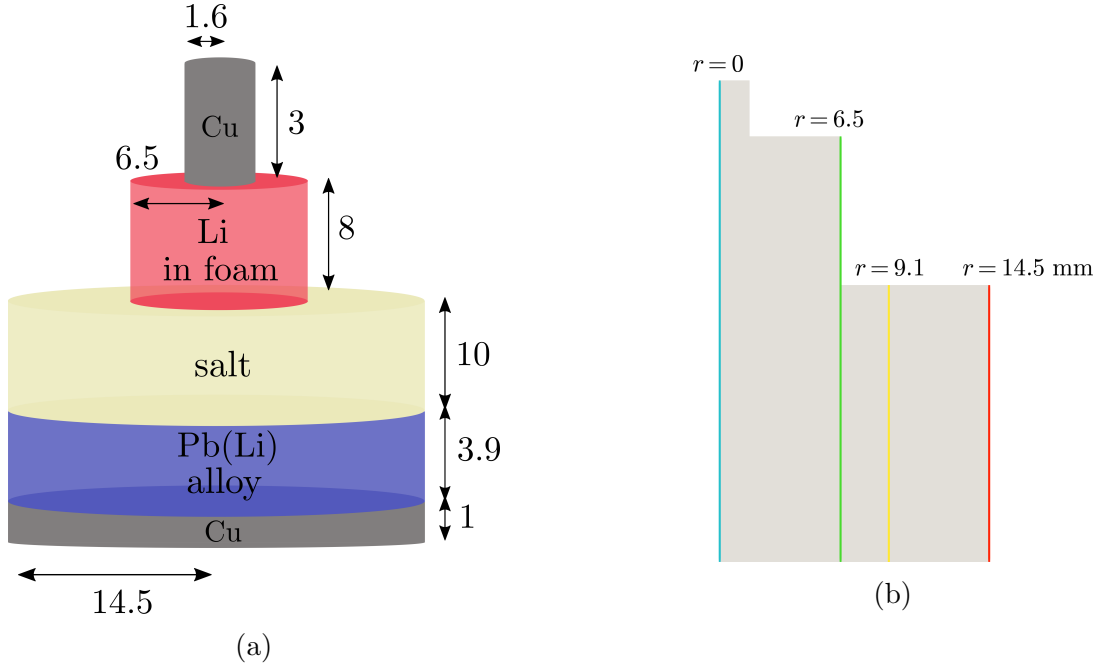 1.6
Cu
3
6.5
Li
in foam
8
salt
10
Pb(Li)
alloy
3.9
Cu
1
14.5
(a)
r = 0
r = 6.5
r = 9.1
r = 14.5 mm
(b)